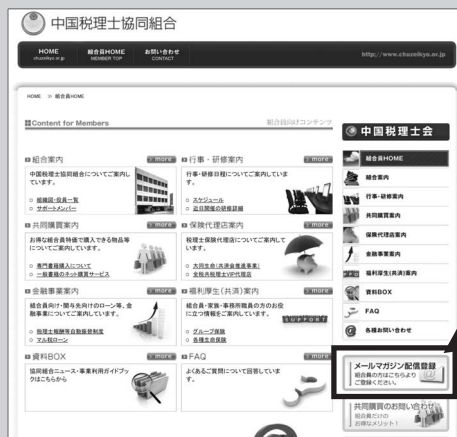 中国税理士協同組合
HOME
chuzeikyo.or.jp
組合員HOME
MEMBER TOP
お問い合わせ
CONTACT
http://www.chuzeikyo.or.jp
HOME ≫ 組合員HOME
Content for Members
組合員向けコンテンツ
組合案内
more
中国税理士協同組合についてご案内し
ています。
組織図・役員一覧
サポートメンバー
行事・研修案内
more
行事・研修日程についてご案内していま
す。
スケジュール
近日開催の研修詳細
共同購買案内
more
お得な組合員特価で購入できる物品等
についてご案内しています。
専門書籍購入について
一般書籍のネット購買サービス
保険代理店案内
more
税理士保険代理店についてご案内して
います。
大同生命(共済会推進事業)
全税共税理士VIP代理店
金融事業案内
more
組合員向け・関与先向けのローン等、金
融事業についてご案内しています。
税理士報酬等自動振替制度
マル税ローン
福利厚生(共済)案内
more
組合員・家族・事務所職員の方のお役
に立つ情報をご案内しています。
SUPPORT
グループ保険
各種生命保険
資料BOX
more
協同組合ニュース・事業利用ガイドブッ
クはこちらから
FAQ
more
よくあるご質問について回答していま
す。
中国税理士会
組合員HOME
組合案内
行事・研修案内
共同購買案内
保険代理店案内
金融事業案内
福利厚生(共済)案内
資料BOX
FAQ
各種お問い合わせ
メールマガジン配信登録
組合員の方はこちらより
ご登録ください。
共同購買のお問い合わせ
組合員だけの
お得なメリット!